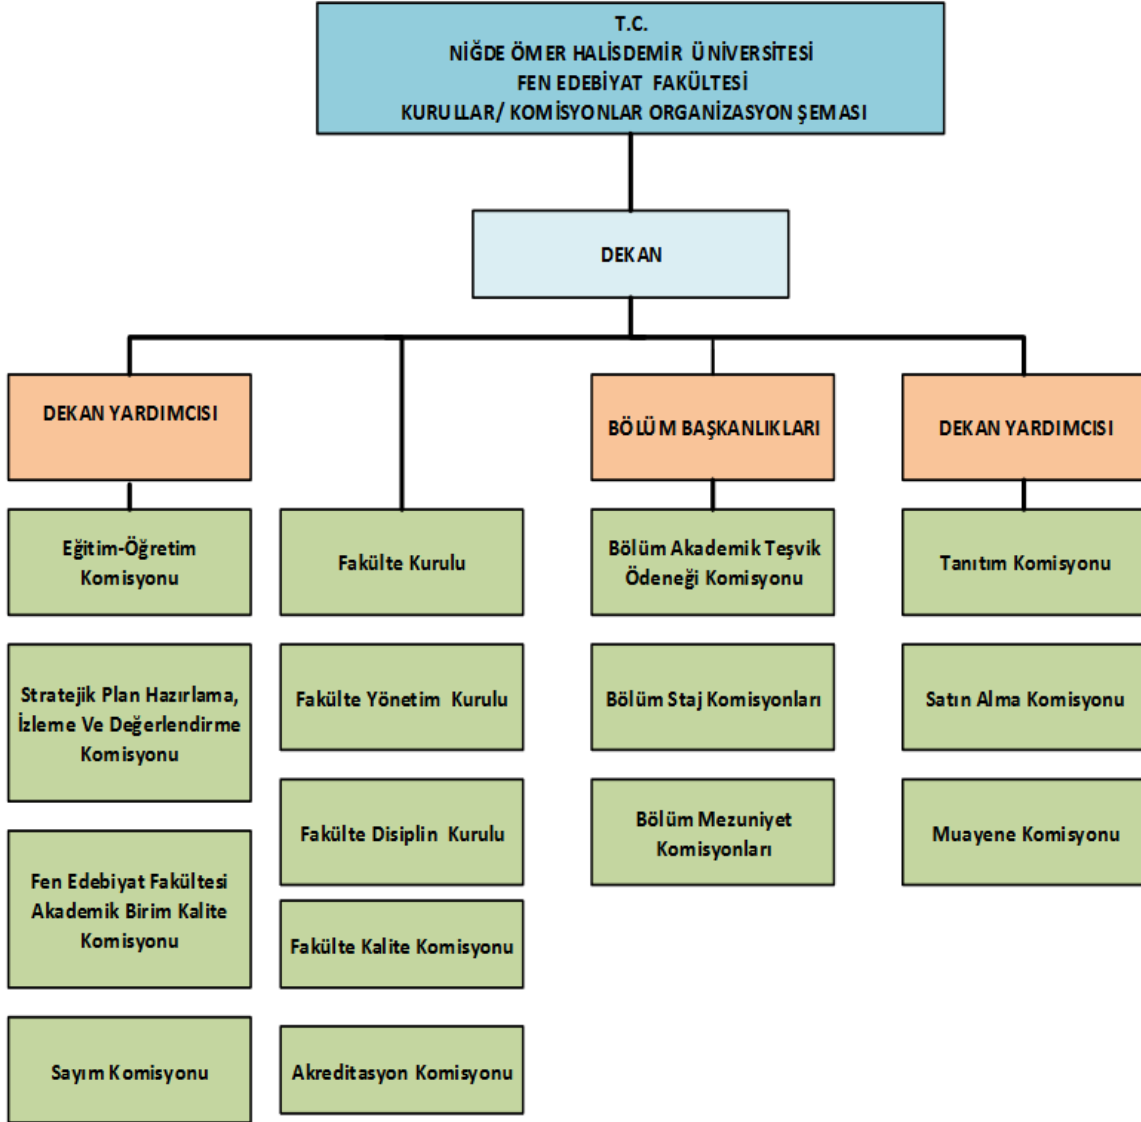 T.C.
NİĞDE ÖMER HALİSDEMİR ÜNİVERSİTESİ
FEN EDEBİYAT FAKÜLTESİ
KURULLAR/ KOMİSYONLAR ORGANİZASYON ŞEMASI
DEKAN
DEKAN YARDIMCISI
BÖLÜM BAŞKANLIKLARI
DEKAN YARDIMCISI
Eğitim-Öğretim
Komisyonu
Fakülte Kurulu
Bölüm Akademik Teşvik
Ödeneği Komisyonu
Tanıtım Komisyonu
Stratejik Plan Hazırlama,
İzleme Ve Değerlendirme
Komisyonu
Fakülte Yönetim Kurulu
Bölüm Staj Komisyonları
Satın Alma Komisyonu
Fakülte Disiplin Kurulu
Bölüm Mezuniyet
Komisyonları
Muayene Komisyonu
Fen Edebiyat Fakültesi
Akademik Birim Kalite
Komisyonu
Fakülte Kalite Komisyonu
Sayım Komisyonu
Akreditasyon Komisyonu